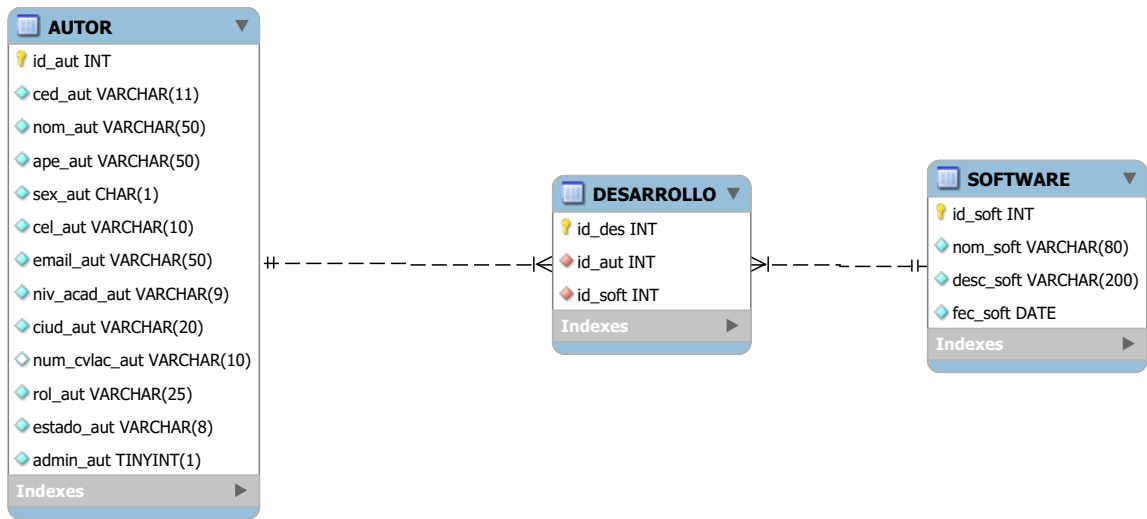 AUTOR
id_aut INT
ced_aut VARCHAR(11)
nom_aut VARCHAR(50)
ape_aut VARCHAR(50)
sex_aut CHAR(1)
cel_aut VARCHAR(10)
email_aut VARCHAR(50)
niv_acad_aut VARCHAR(9)
ciud_aut VARCHAR(20)
num_cvlac_aut VARCHAR(10)
rol_aut VARCHAR(25)
estado_aut VARCHAR(8)
admin_aut TINYINT(1)
Indexes
DESARROLLO
id_des INT
id_aut INT
id_soft INT
Indexes
SOFTWARE
id_soft INT
nom_soft VARCHAR(80)
desc_soft VARCHAR(200)
fec_soft DATE
Indexes